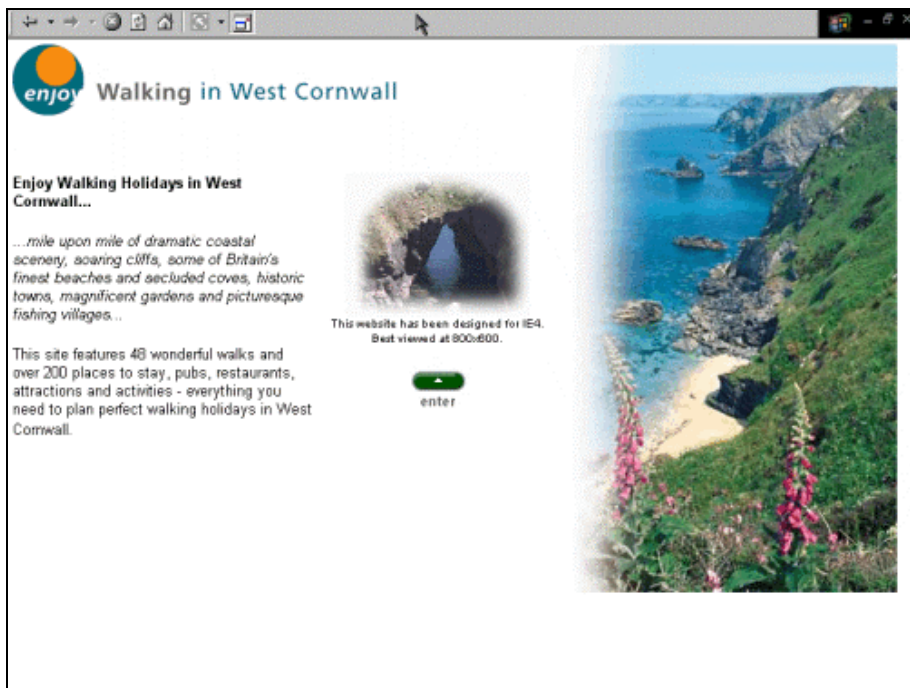 enjoy
Walking in West Cornwall
Enjoy Walking Holidays in West
Cornwall...
...mile upon mile of dramatic coastal
scenery, soaring cliffs, some of Britain's
finest beaches and secluded coves, historic
towns, magnificent gardens and picturesque
fishing villages...
This site features 48 wonderful walks and
over 200 places to stay, pubs, restaurants,
attractions and activities - everything you
need to plan perfect walking holidays in West
Cornwall.
This website has been designed for IE4.
Best viewed at 800x600.
enter